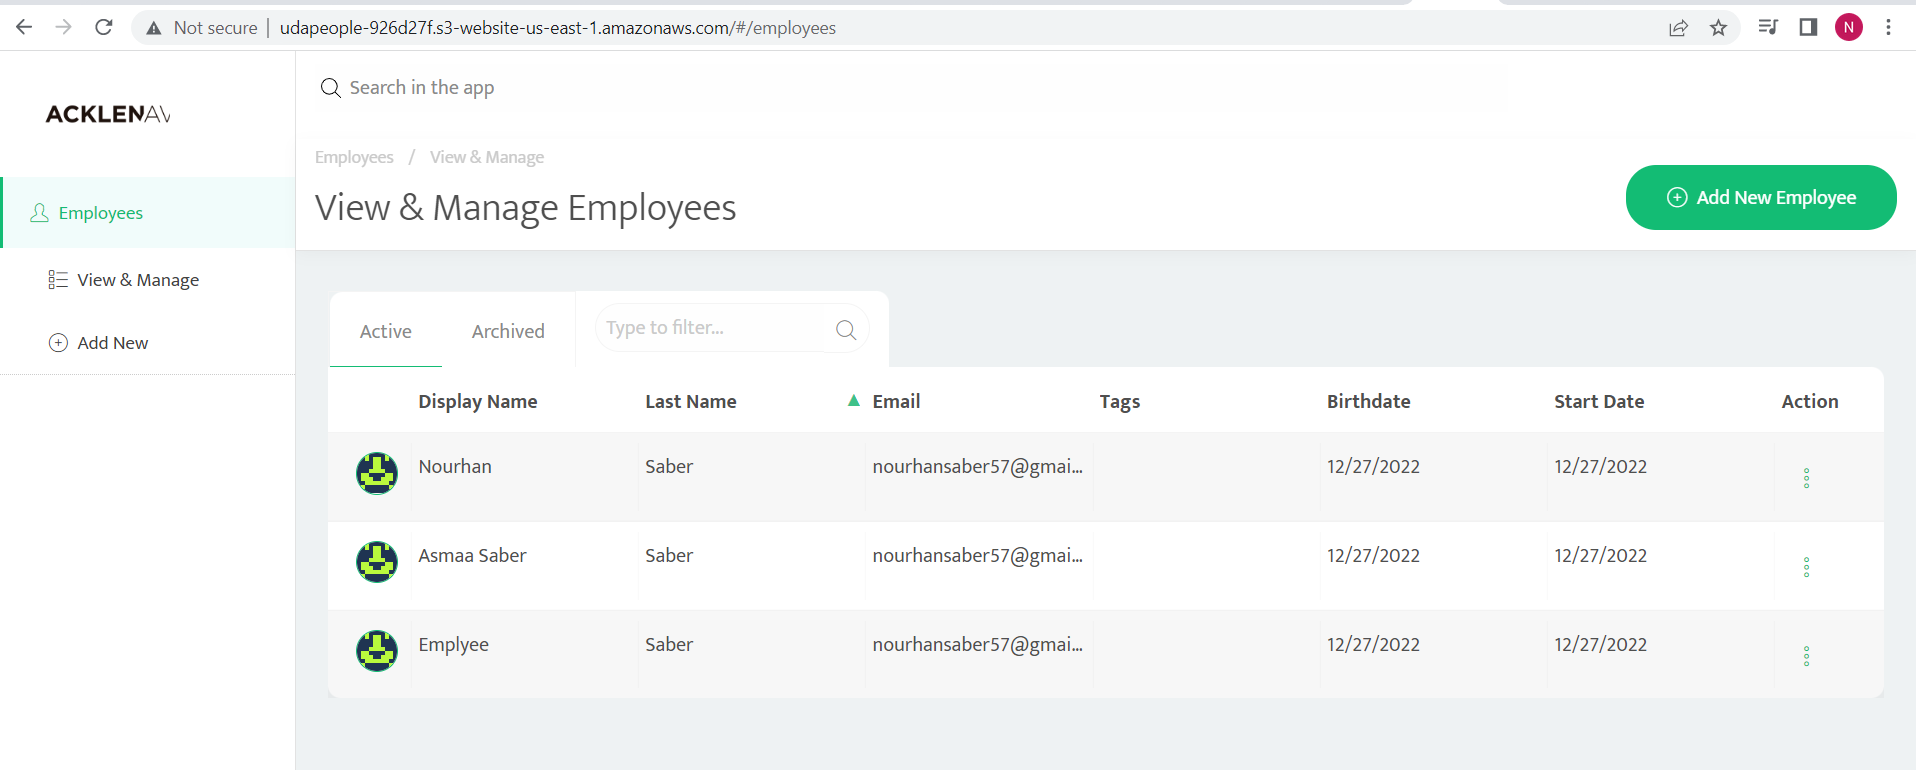 Not secure | udapeople-926d27f.s3-website-us-east-1.amazonaws.com/#/employees
N
Search in the app
ACKLENAV
Employees / View & Manage
View & Manage Employees
Add New Employee
Employees
View & Manage
Add New
Active Archived Type to filter...
Display Name Last Name Email Tags Birthdate Start Date Action
Nourhan Saber nourhansaber57@gmai... 12/27/2022 12/27/2022
Asmaa Saber Saber nourhansaber57@gmai... 12/27/2022 12/27/2022
Emplyee Saber nourhansaber57@gmai... 12/27/2022 12/27/2022